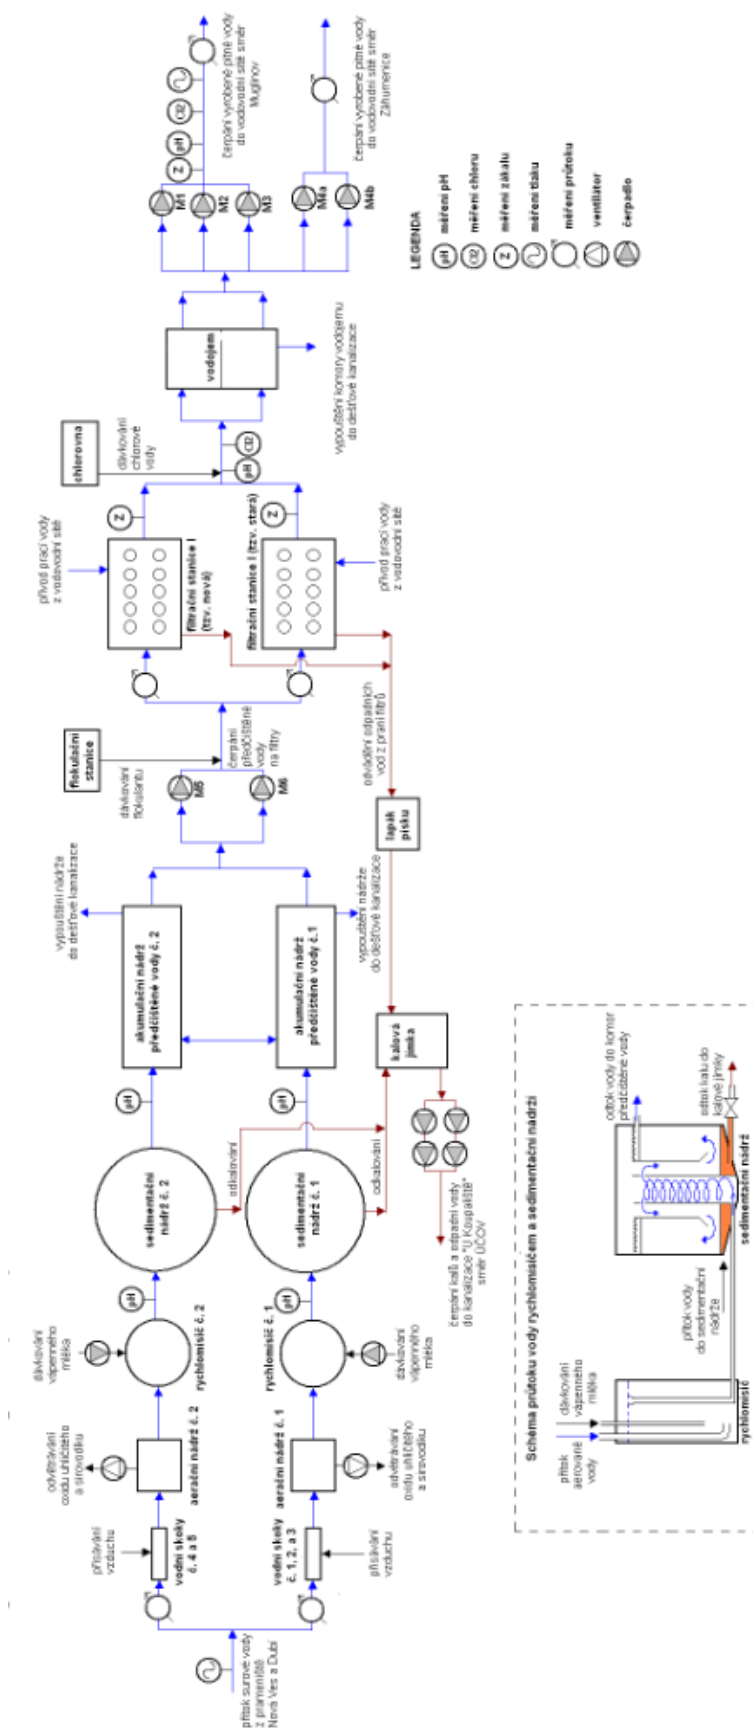 přítok surové vody
z prameniště
Nová Ves a Dubí
přisávání
vzduchu
vodní skoky
č. 4 a 5
vodní skoky
č. 1, 2, a 3
přisávání
vzduchu
odvětrávání
oxidu uhličitého
a sirovodíku
aerační nádrž č. 2
aerační nádrž č. 1
odvětrávání
oxidu uhličitého
a sirovodíku
dávkování
vápenného
mléka
rychlomisič č. 2
rychlomisič č. 1
dávkování
vápenného
mléka
pH
pH
sedimentační
nádrž č. 2
sedimentační
nádrž č. 1
odkalování
odkalování
pH
pH
vypouštění nádrže
do dešťové kanalizace
akumulační nádrž
předčištěné vody č. 2
akumulační nádrž
předčištěné vody č.1
vypouštění nádrže
do dešťové kanalizace
kalová
jímka
čerpání kalů a odpadní vody
do kanalizace "U Koupaliště"
směr ÚČOV
lapák
písku
flokulační
stanice
dávkování
flokulantu
M5
M6
čerpání
předčištěné
vody
na filtry
odvádění odpadních
vod z praní filtrů
přívod prací vody
z vodovodní sítě
filtrační stanice I
(tzv. nová)
filtrační stanice I (tzv. stará)
přívod prací vody
z vodovodní sítě
Z
Z
chlorovna
dávkování
chlorové
vody
pH
Cl2
vodojem
vypouštění komory vodojemu
do dešťové kanalizace
M1
M2
M3
M4a
M4b
Z
pH
Cl2
čerpání vyrobené pitné vody
do vodovodní sítě směr
Muglinov
čerpání vyrobené pitné vody
do vodovodní sítě směr
Záhumenice
LEGENDA
pH měření pH
Cl2 měření chloru
Z měření zákalu
měření tlaku
měření průtoku
ventilátor
čerpadlo
Schéma průtoku vody rychlomisičem a sedimentační nádrží
přítok
aerované
vody
dávkování
vápenného
mléka
rychlomisič
přítok vody
do sedimentační
nádrže
odtok vody do komor
předčištěné vody
odtok kalu do
kalové jímky
sedimentační nádrž